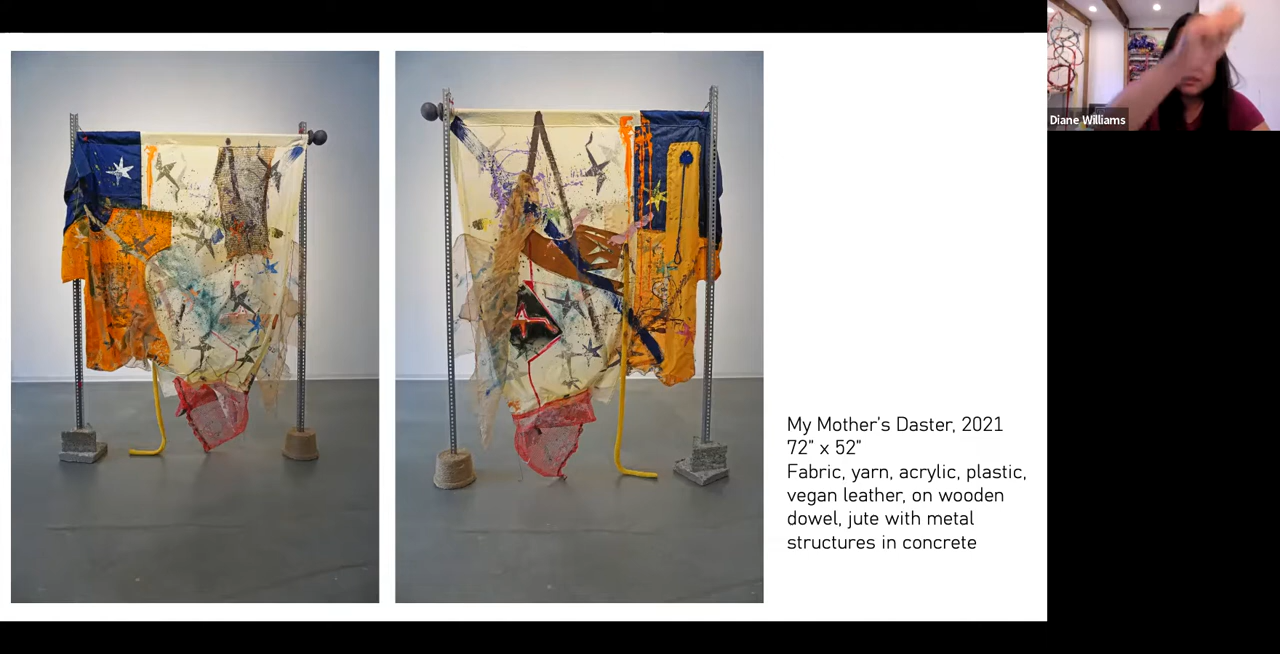 Diane Williams
My Mother's Daster, 2021
72" x 52"
Fabric, yarn, acrylic, plastic,
vegan leather, on wooden
dowel, jute with metal
structures in concrete